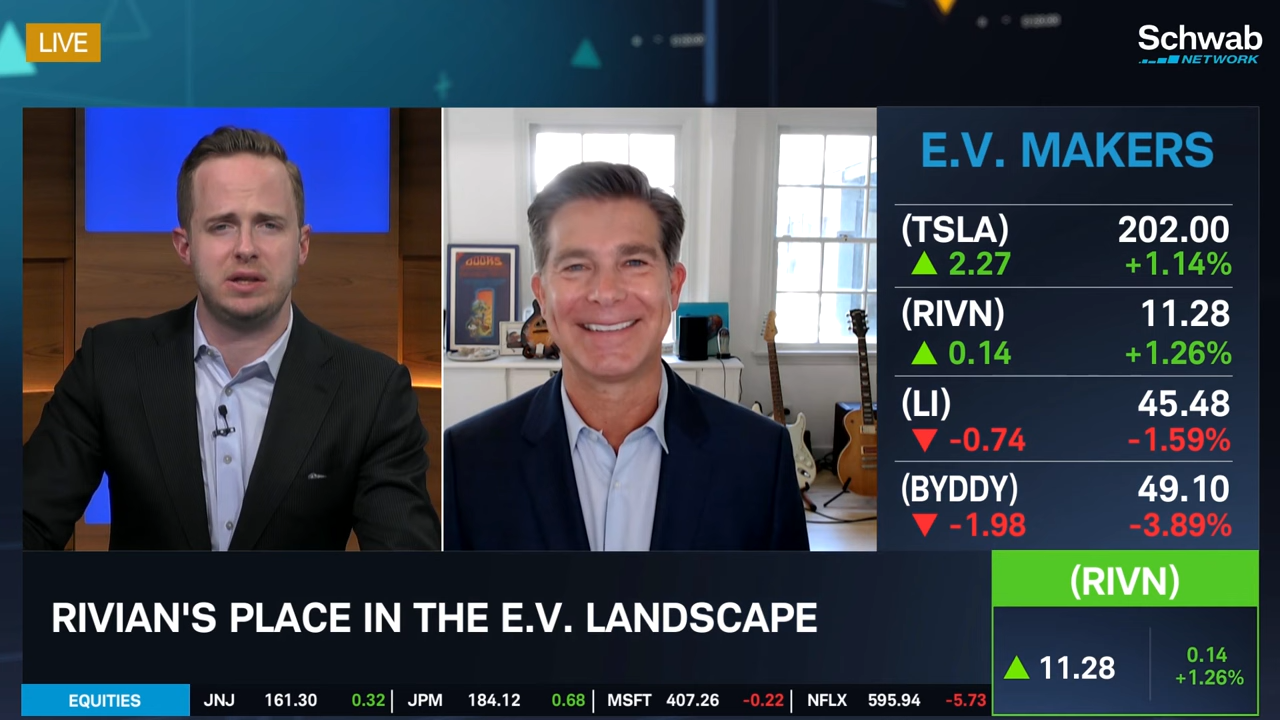 LIVE
Schwab
NETWORK
DOORS
E.V. MAKERS
(TSLA) 202.00
▲ 2.27 +1.14%
(RIVN) 11.28
▲ 0.14 +1.26%
(LI) 45.48
▼ -0.74 -1.59%
(BYDDY) 49.10
▼ -1.98 -3.89%
RIVIAN'S PLACE IN THE E.V. LANDSCAPE
(RIVN)
▲ 11.28 0.14
+1.26%
EQUITIES JNJ 161.30 0.32 JPM 184.12 0.68 MSFT 407.26 -0.22 NFLX 595.94 -5.73